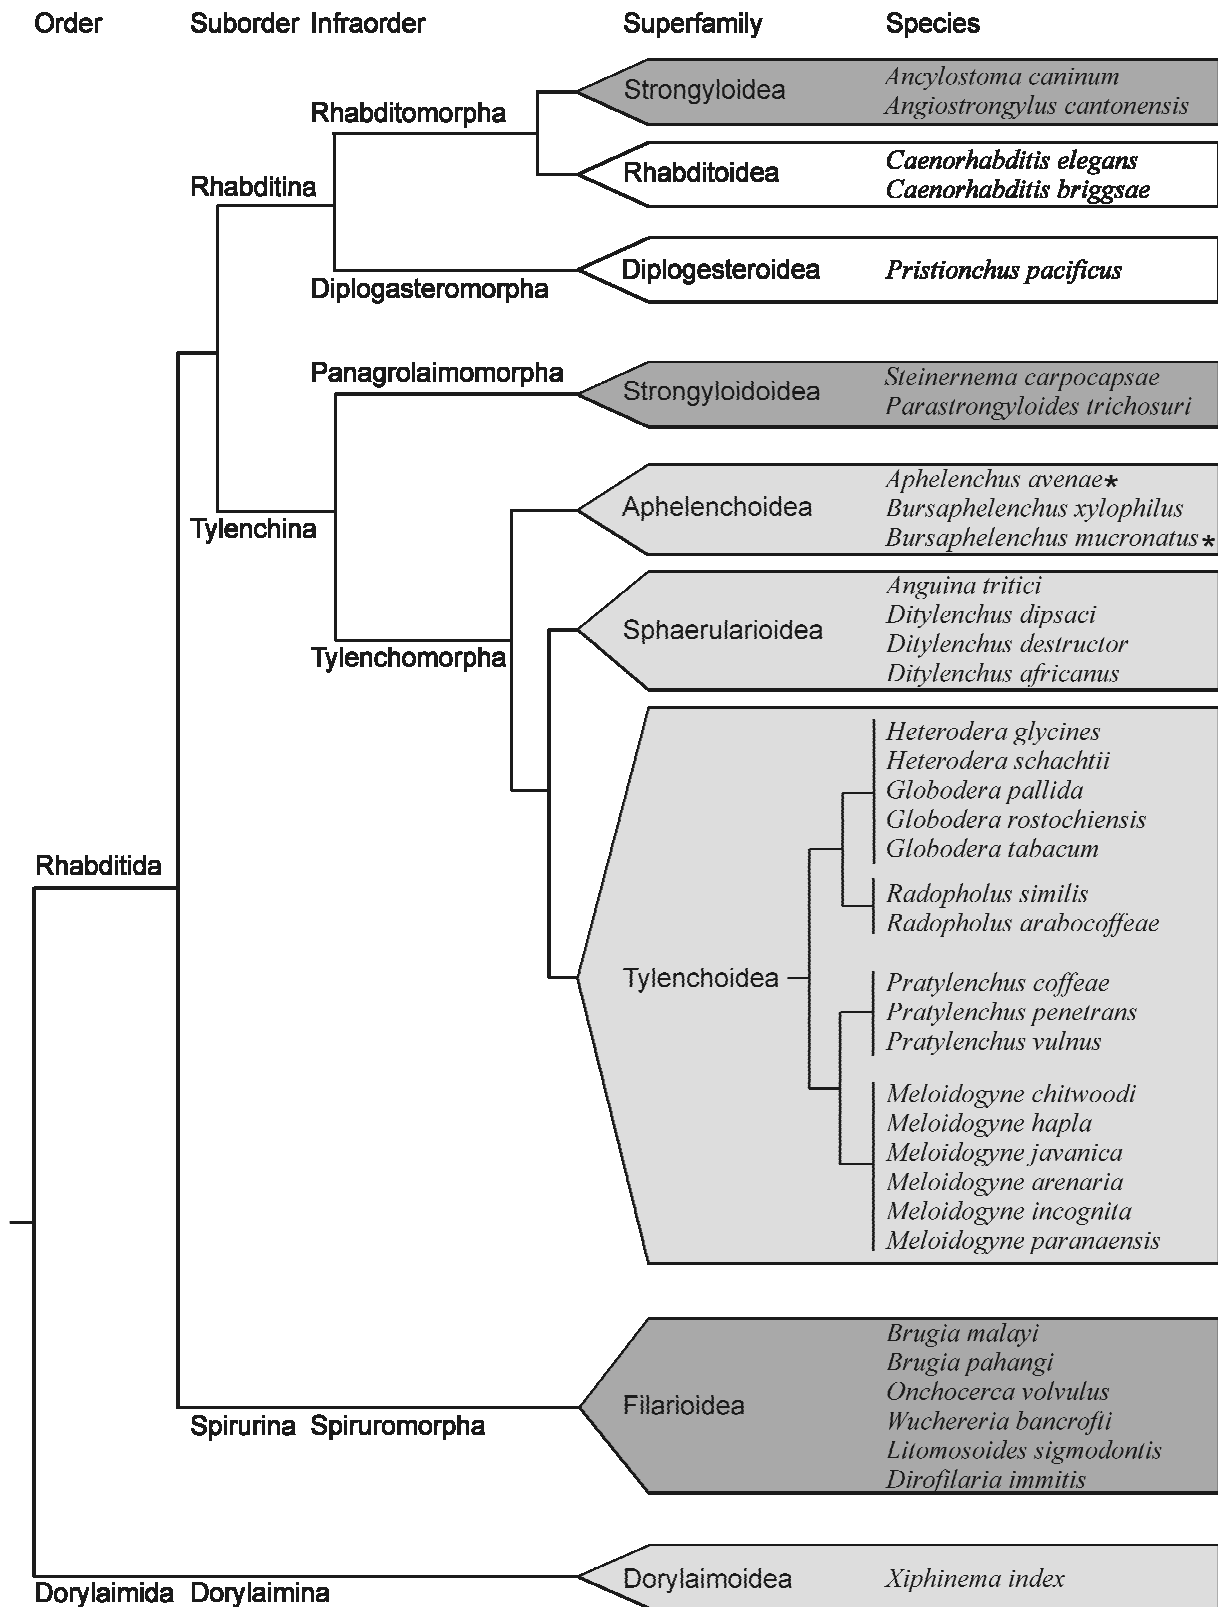 Order Suborder Infraorder Superfamily Species
Rhabditomorpha
Strongyloidea
Ancylostoma caninum
Angiostrongylus cantonensis
Rhabditina
Rhabditoidea
Caenorhabditis elegans
Caenorhabditis briggsae
Diplogasteromorpha
Diplogesteroidea
Pristionchus pacificus
Panagrolaimomorpha
Strongyloidoidea
Steinernema carpocapsae
Parastrongyloides trichosuri
Tylenchina
Aphelenchoidea
Aphelenchus avenae*
Bursaphelenchus xylophilus
Bursaphelenchus mucronatus*
Tylenchomorpha
Sphaerularioidea
Anguina tritici
Ditylenchus dipsaci
Ditylenchus destructor
Ditylenchus africanus
Rhabditida
Tylenchoidea
Heterodera glycines
Heterodera schachtii
Globodera pallida
Globodera rostochiensis
Globodera tabacum
Radopholus similis
Radopholus arabocoffeae
Pratylenchus coffeae
Pratylenchus penetrans
Pratylenchus vulnus
Meloidogyne chitwoodi
Meloidogyne hapla
Meloidogyne javanica
Meloidogyne arenaria
Meloidogyne incognita
Meloidogyne paranaensis
Spirurina Spiruromorpha
Filarioidea
Brugia malayi
Brugia pahangi
Onchocerca volvulus
Wuchereria bancrofti
Litomosoides sigmodontis
Dirofilaria immitis
Dorylaimida Dorylaimina
Dorylaimoidea
Xiphinema index